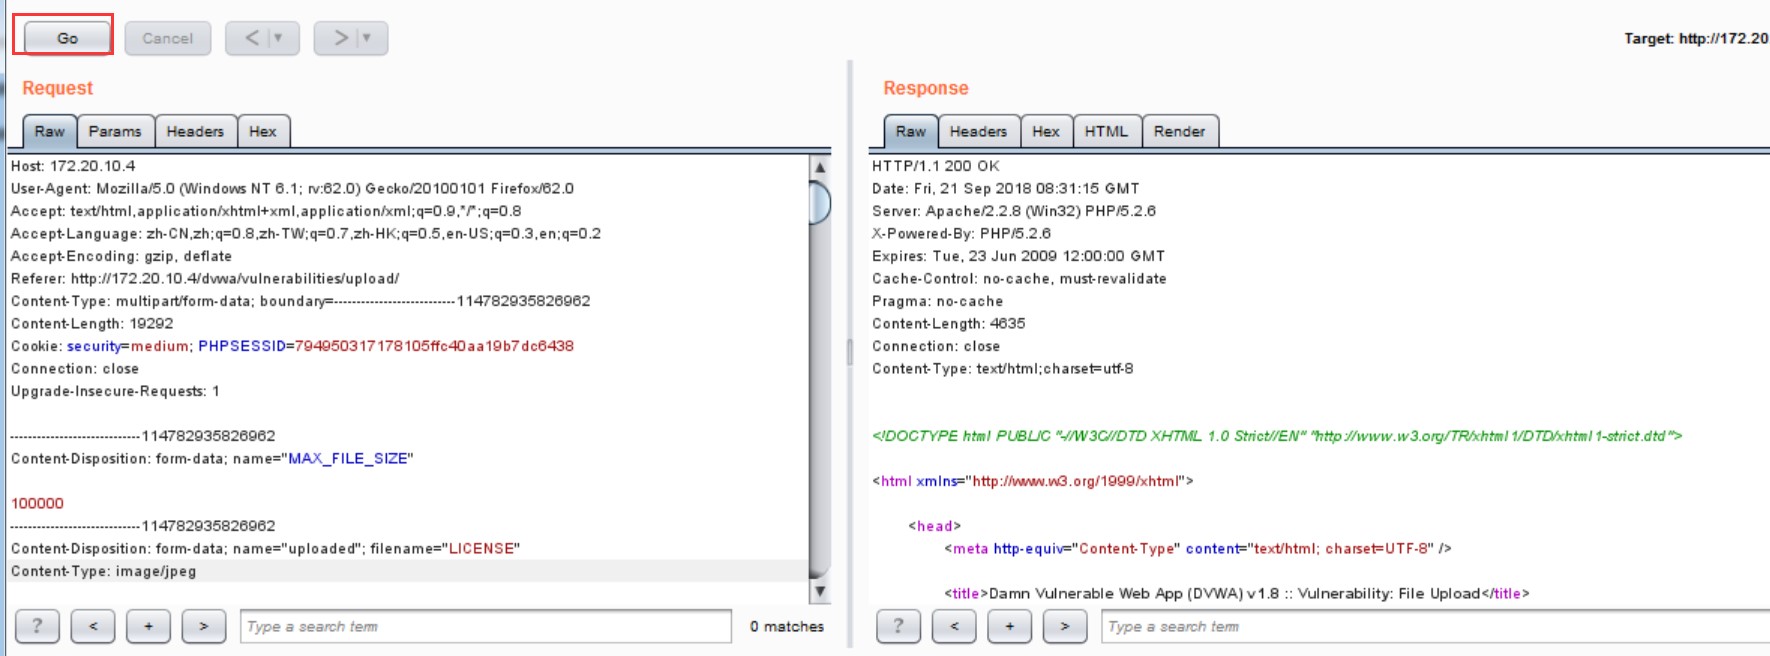 Go
Cancel
< ▼
> ▼
Target: http://172.20
Request
Raw Params Headers Hex
Host: 172.20.10.4
User-Agent: Mozilla/5.0 (Windows NT 6.1; rv:62.0) Gecko/20100101 Firefox/62.0
Accept: text/html,application/xhtml+xml,application/xml;q=0.9,*/*;q=0.8
Accept-Language: zh-CN,zh;q=0.8,zh-TW;q=0.7,zh-HK;q=0.5,en-US;q=0.3,en;q=0.2
Accept-Encoding: gzip, deflate
Referer: http://172.20.10.4/dvwa/vulnerabilities/upload/
Content-Type: multipart/form-data; boundary=---------------------------114782935826962
Content-Length: 19292
Cookie: security=medium; PHPSESSID=794950317178105ffc40aa19b7dc6438
Connection: close
Upgrade-Insecure-Requests: 1
-----------------------------114782935826962
Content-Disposition: form-data; name="MAX_FILE_SIZE"
100000
-----------------------------114782935826962
Content-Disposition: form-data; name="uploaded"; filename="LICENSE"
Content-Type: image/jpeg
? < + > Type a search term 0 matches
Response
Raw Headers Hex HTML Render
HTTP/1.1 200 OK
Date: Fri, 21 Sep 2018 08:31:15 GMT
Server: Apache/2.2.8 (Win32) PHP/5.2.6
X-Powered-By: PHP/5.2.6
Expires: Tue, 23 Jun 2009 12:00:00 GMT
Cache-Control: no-cache, must-revalidate
Pragma: no-cache
Content-Length: 4635
Connection: close
Content-Type: text/html;charset=utf-8
<!DOCTYPE html PUBLIC "-//W3C//DTD XHTML 1.0 Strict//EN" "http://www.w3.org/TR/xhtml1/DTD/xhtml1-strict.dtd">
<html xmlns="http://www.w3.org/1999/xhtml">
<head>
<meta http-equiv="Content-Type" content="text/html; charset=UTF-8" />
<title>Damn Vulnerable Web App (DVWA) v1.8 :: Vulnerability: File Upload</title>
? < + > Type a search term